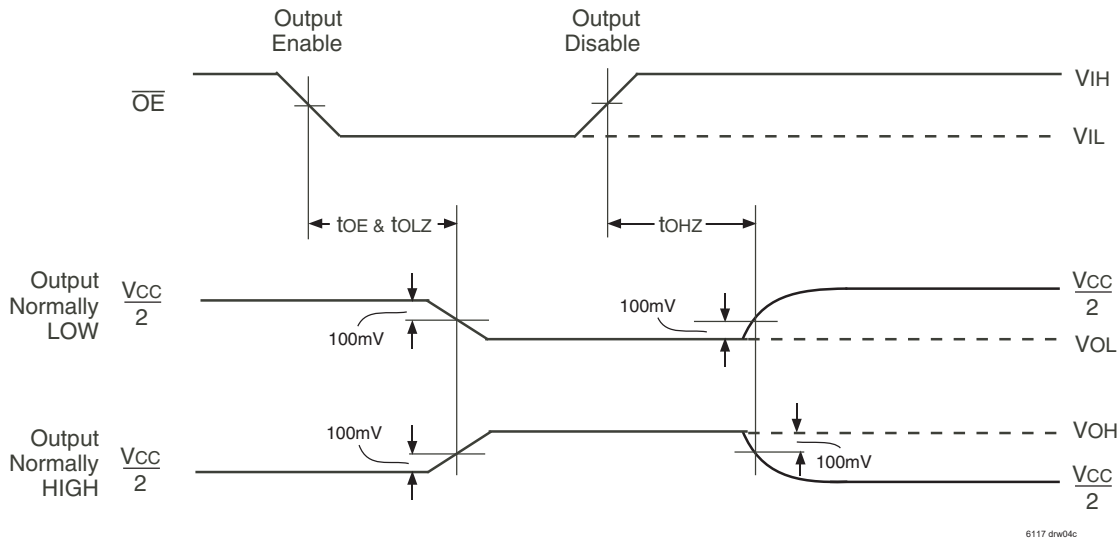 Output
Enable
Output
Disable
OE
VIH
VIL
tOE & tOLZ
tOHZ
Output
Normally
LOW
VCC
2
100mV
100mV
VCC
2
VOL
Output
Normally
HIGH
VCC
2
100mV
100mV
VOH
VCC
2
6117 drw04c